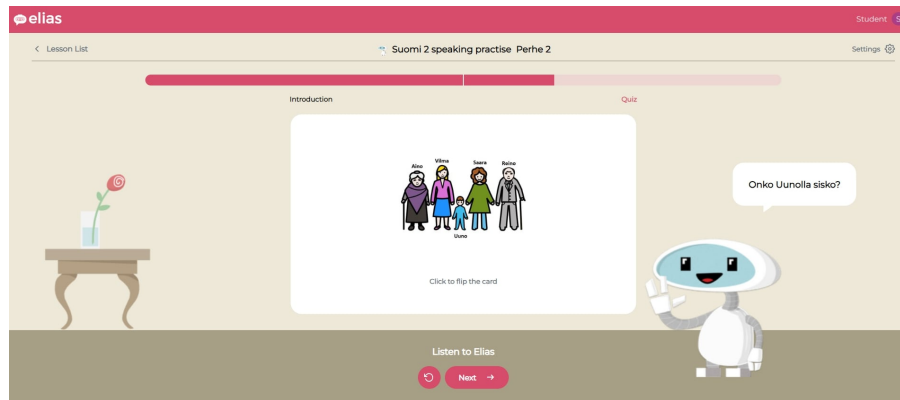 elias
Student S
Lesson List
Suomi 2 speaking practise Perhe 2
Settings
Introduction
Quiz
Aino
Vilma
Saara
Reino
Uuno
Click to flip the card
Onko Uunolla sisko?
Listen to Elias
Next